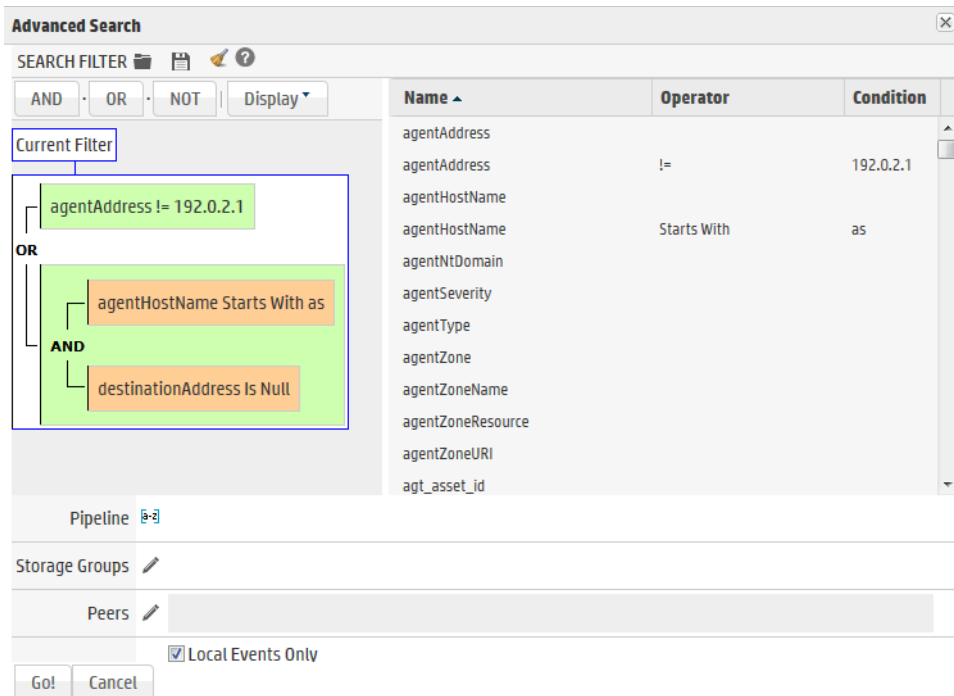 Advanced Search
SEARCH FILTER
AND · OR · NOT | Display
Current Filter
agentAddress != 192.0.2.1
OR
agentHostName Starts With as
AND
destinationAddress Is Null
Name Operator Condition
agentAddress
agentAddress != 192.0.2.1
agentHostName
agentHostName Starts With as
agentNtDomain
agentSeverity
agentType
agentZone
agentZoneName
agentZoneResource
agentZoneURI
agt_asset_id
Pipeline [a-z]
Storage Groups
Peers
Local Events Only
Go! Cancel